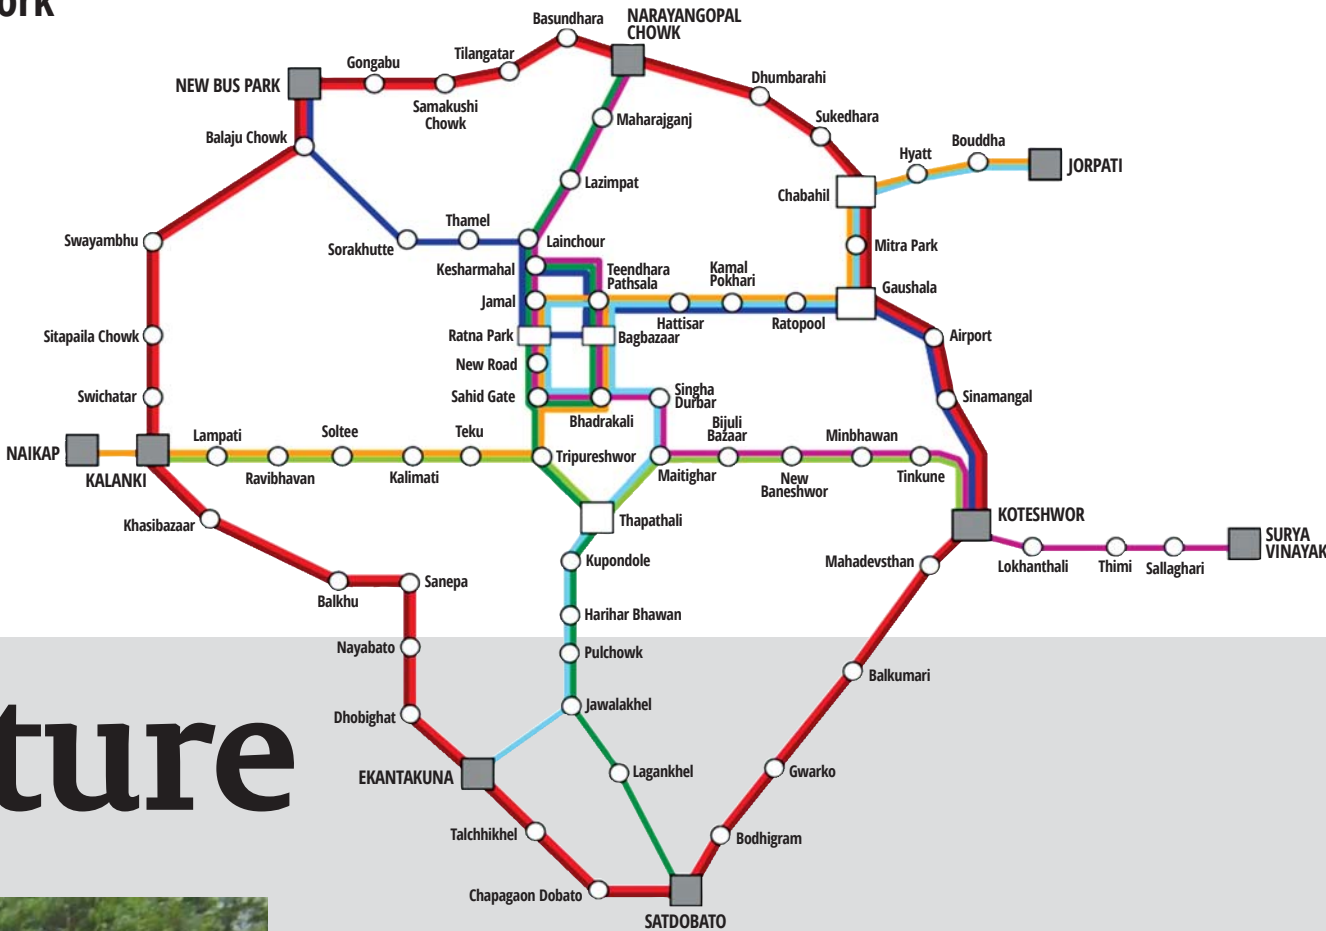 ork
Basundhara
NARAYANGOPAL
CHOWK
Tilangatar
Gongabu
NEW BUS PARK
Samakushi
Chowk
Dhumbarahi
Maharajganj
Sukedhara
Balaju Chowk
Bouddha
Hyatt
JORPATI
Lazimpat
Chabahil
Thamel
Swayambhu
Sorakhutte
Lainchour
Mitra Park
Kesharmahal
Teendhara
Pathsala
Kamal
Pokhari
Gaushala
Jamal
Hattisar
Ratopool
Sitapaila Chowk
Ratna Park
Bagbazaar
Airport
New Road
Swichatar
Sahid Gate
Singha
Durbar
Sinamangal
Bhadrakali
Bijuli
Bazaar
Lampati
Soltee
Teku
Minbhawan
NAIKAP
Tripureshwor
KALANKI
Ravibhavan
Kalimati
Maitighar
New
Baneshwor
Tinkune
Khasibazaar
Thapathali
KOTESHWOR
SURYA
VINAYAK
Kupondole
Mahadevsthan
Lokhanthali
Thimi
Sallaghari
Balkhu
Sanepa
Harihar Bhawan
Nayabato
Pulchowk
Balkumari
Jawalakhel
Dhobighat
ture
EKANTAKUNA
Lagankhel
Gwarko
Talchhikhel
Bodhigram
Chapagaon Dobato
SATDOBATO